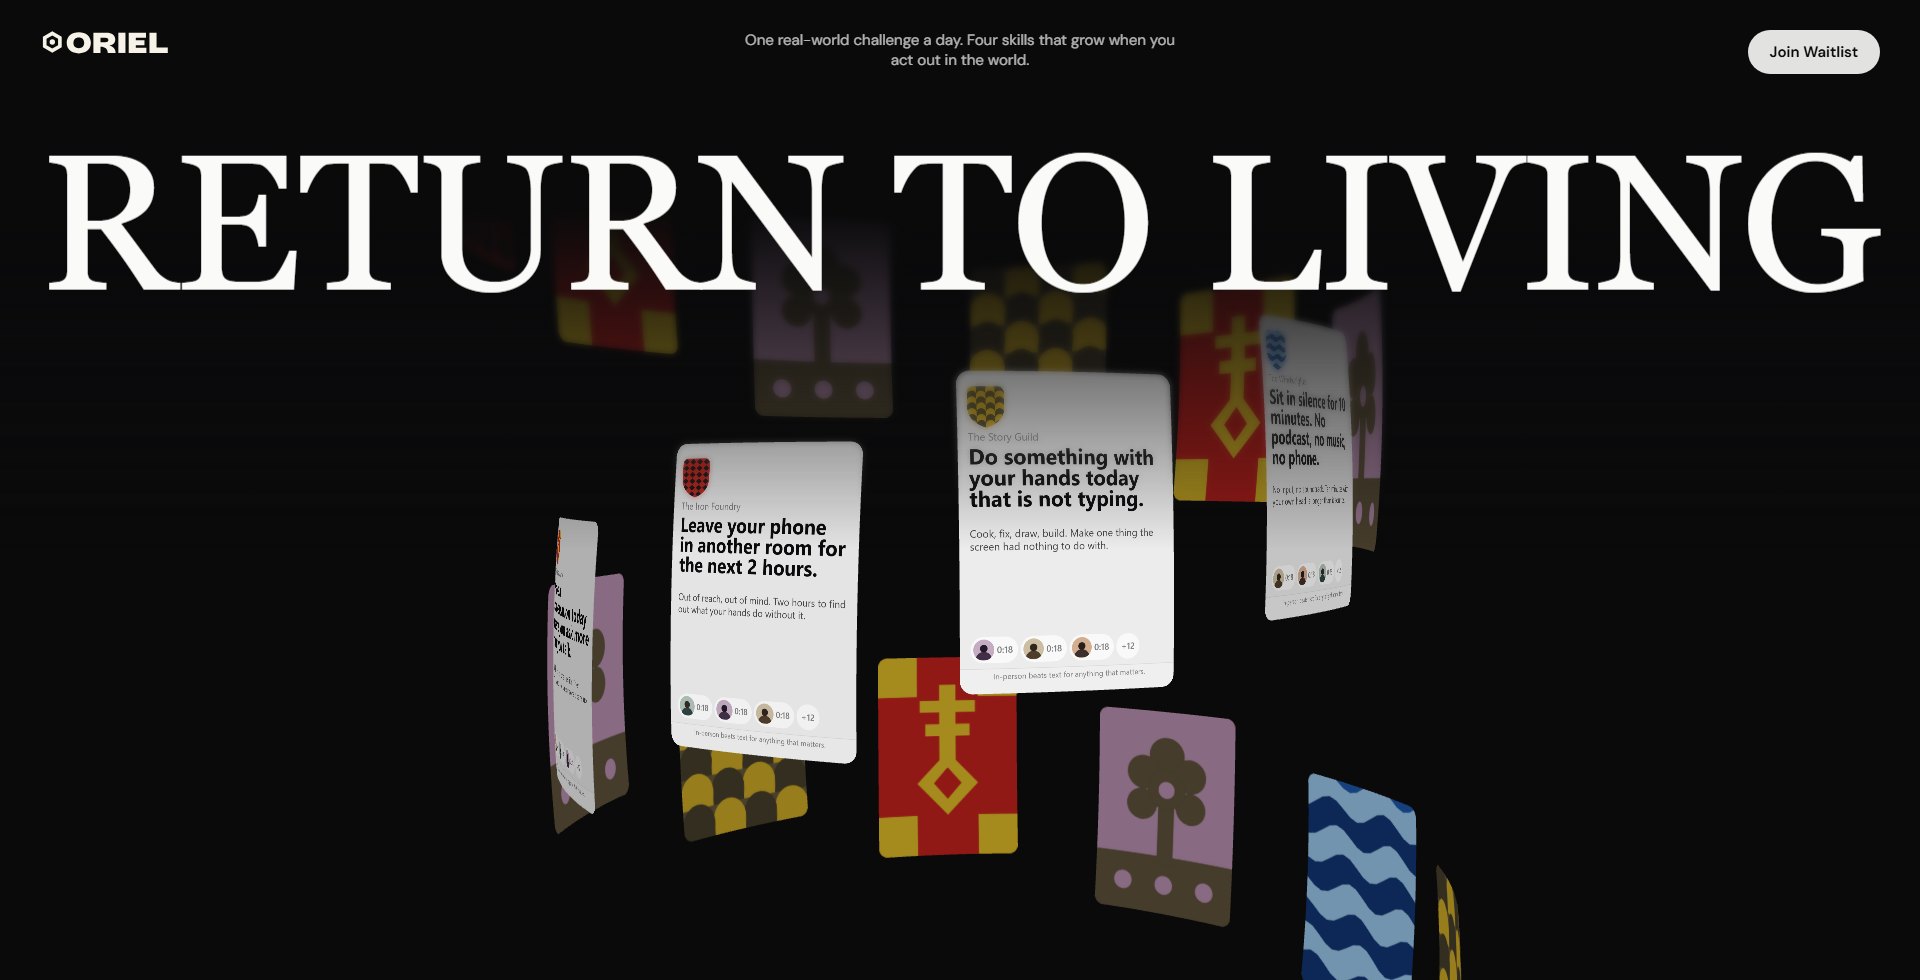 ORIEL
One real-world challenge a day. Four skills that grow when you
act out in the world.
Join Waitlist
RETURN TO LIVING
The Story Guild
Do something with
your hands today
that is not typing.
Cook, fix, draw, build. Make one thing the
screen had nothing to do with.
0:18
0:18
0:18
+12
In-person beats text for anything that matters.
Sit in silence for 10
minutes. No
podcast, no music,
no phone.
The Iron Foundry
Leave your phone
in another room for
the next 2 hours.
Out of reach, out of mind. Two hours to find
out what your hands do without it.
0:18
0:18
0:18
+12
In-person beats text for anything that matters.
today
more